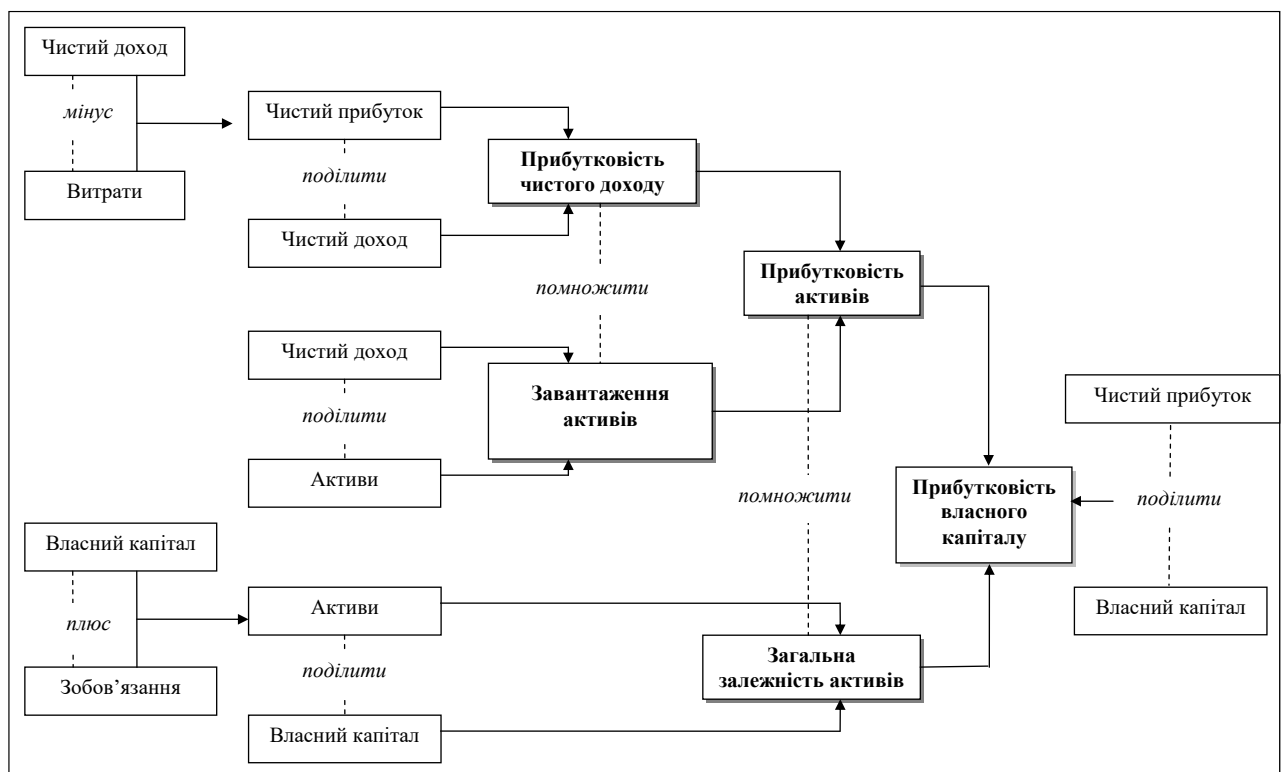 Чистий доход
мінус
Витрати
Чистий прибуток
поділити
Чистий доход
Прибутковість
чистого доходу
помножити
Прибутковість
активів
Чистий доход
поділити
Активи
Завантаження
активів
помножити
Чистий прибуток
поділити
Власний капітал
Прибутковість
власного
капіталу
Власний капітал
плюс
Зобов’язання
Активи
поділити
Власний капітал
Загальна
залежність активів